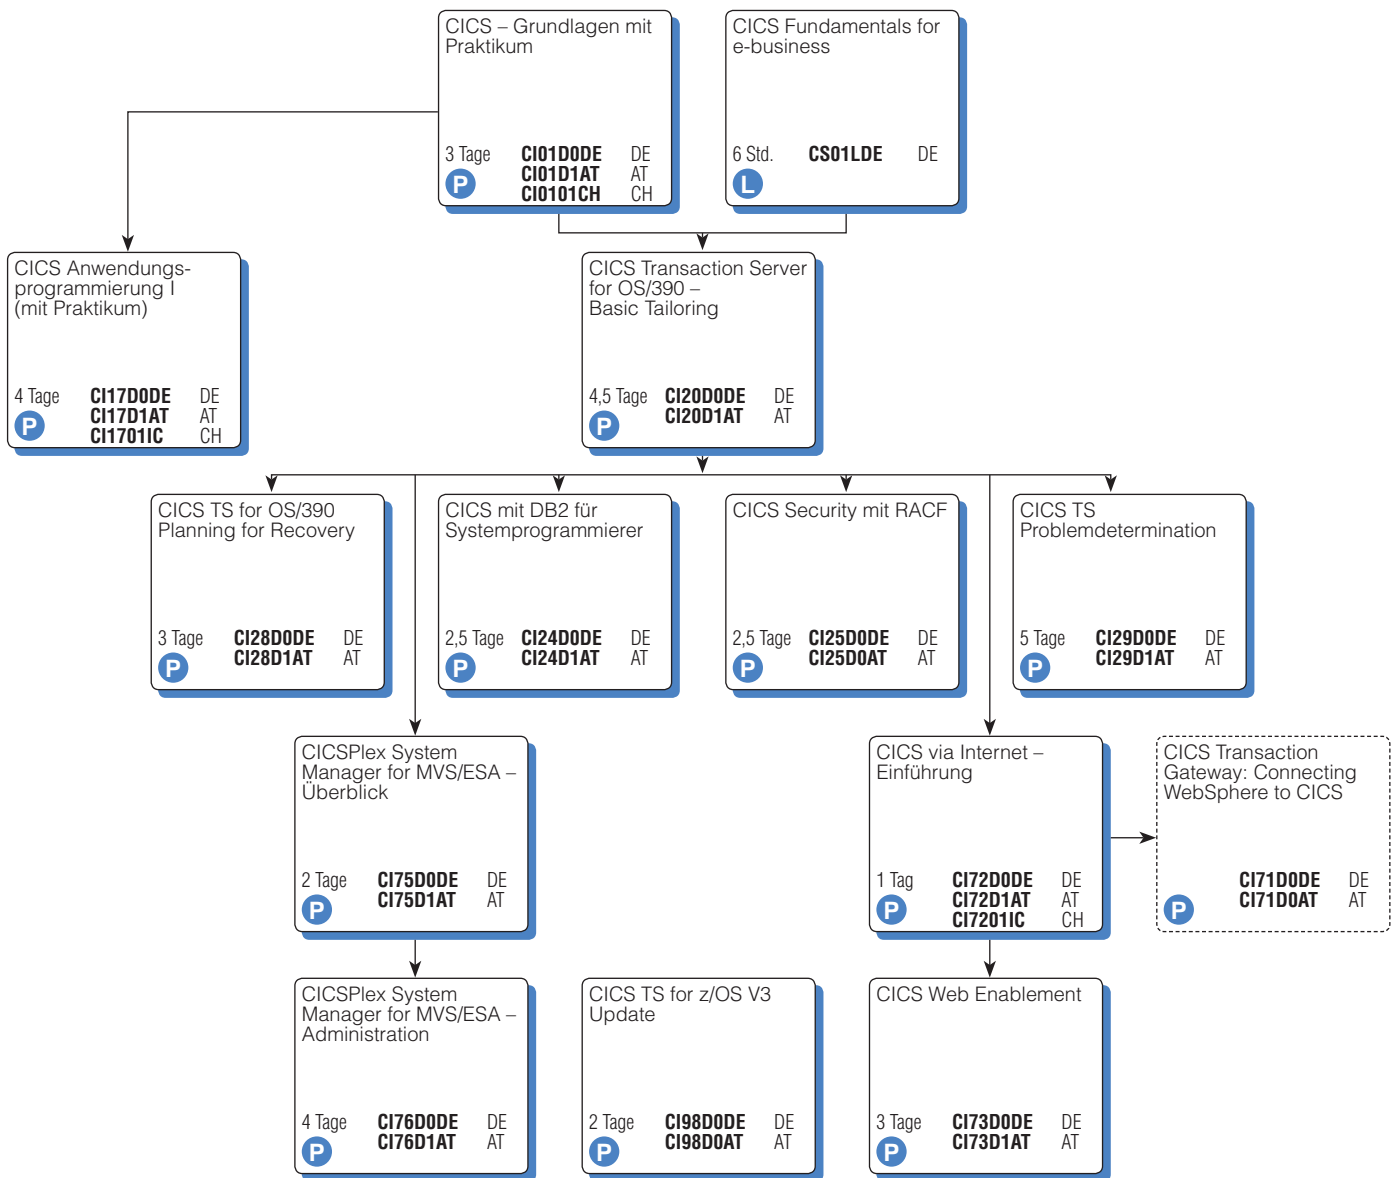 CICS – Grundlagen mit
Praktikum
3 Tage CI01D0DE DE
CI01D1AT AT
P
CI0101CH CH
CICS Fundamentals for
e-business
6 Std. CS01LDE DE
L
CICS Anwendungs-
programmierung I
(mit Praktikum)
4 Tage CI17D0DE DE
CI17D1AT AT
P
CI1701IC CH
CICS Transaction Server
for OS/390 –
Basic Tailoring
4,5 Tage CI20D0DE DE
CI20D1AT AT
P
CICS TS for OS/390
Planning for Recovery
3 Tage CI28D0DE DE
CI28D1AT AT
P
CICS mit DB2 für
Systemprogrammierer
2,5 Tage CI24D0DE DE
CI24D1AT AT
P
CICS Security mit RACF
2,5 Tage CI25D0DE DE
CI25D0AT AT
P
CICS TS
Problemdetermination
5 Tage CI29D0DE DE
CI29D1AT AT
P
CICSPlex System
Manager for MVS/ESA –
Überblick
2 Tage CI75D0DE DE
CI75D1AT AT
P
CICS via Internet –
Einführung
1 Tag CI72D0DE DE
CI72D1AT AT
P
CI7201IC CH
CICS Transaction
Gateway: Connecting
WebSphere to CICS
CI71D0DE DE
CI71D0AT AT
P
CICSPlex System
Manager for MVS/ESA –
Administration
4 Tage CI76D0DE DE
CI76D1AT AT
P
CICS TS for z/OS V3
Update
2 Tage CI98D0DE DE
CI98D0AT AT
P
CICS Web Enablement
3 Tage CI73D0DE DE
CI73D1AT AT
P